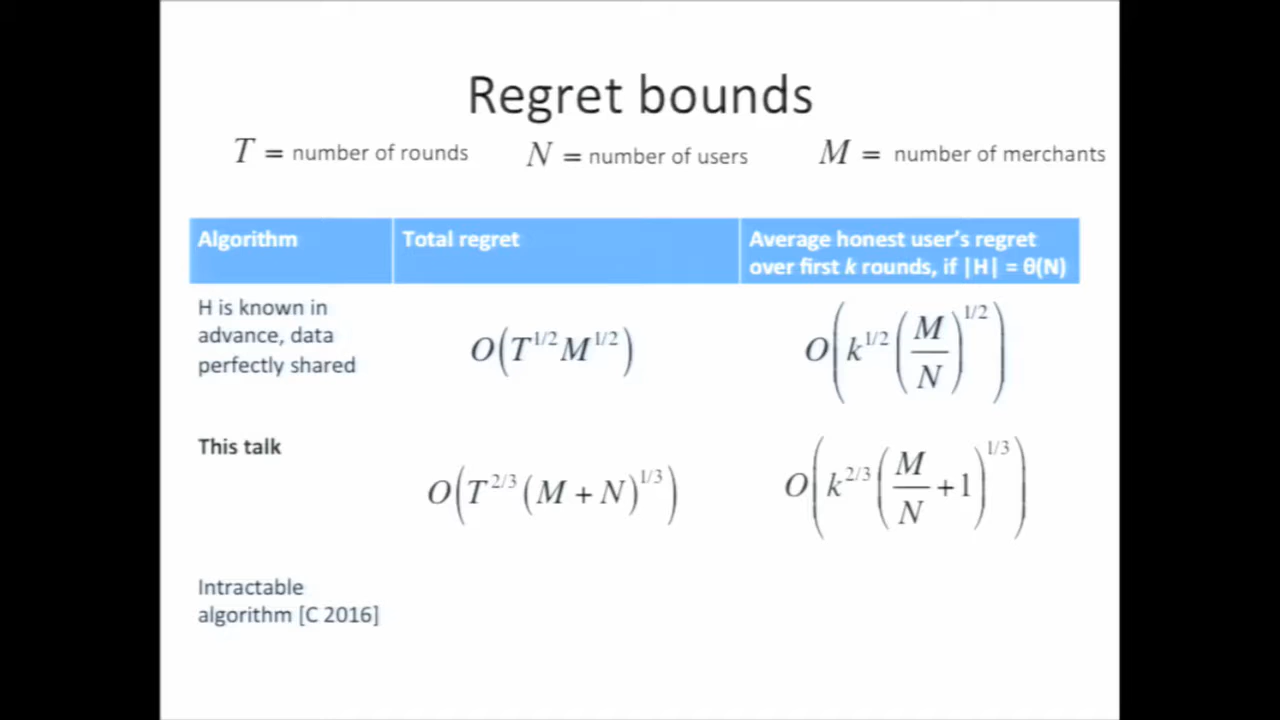 Regret bounds
T = number of rounds N = number of users M = number of merchants
Algorithm Total regret Average honest user's regret
over first k rounds, if |H| = θ(N)
H is known in
advance, data
perfectly shared
O(T^{1/2} M^{1/2}) O(k^{1/2} (M/N)^{1/2})
This talk
O(T^{2/3} (M + N)^{1/3}) O(k^{2/3} (M/N + 1)^{1/3})
Intractable
algorithm [C 2016]